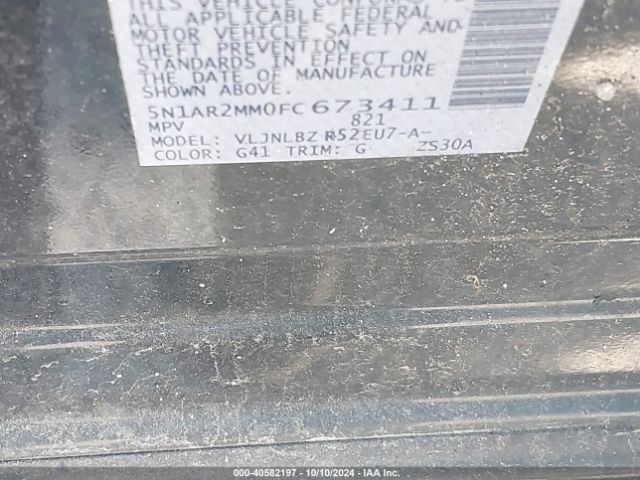 THIS VEHICLE CONFORMS TO
ALL APPLICABLE FEDERAL
MOTOR VEHICLE SAFETY AND
THEFT PREVENTION
STANDARDS IN EFFECT ON
THE DATE OF MANUFACTURE
SHOWN ABOVE.
5N1AR2MM0FC673411
MPV 821
MODEL: VLJNLBZ R52EU7-A-
COLOR: G41 TRIM: G ZS30A
000-40582197 - 10/10/2024 - IAA Inc.